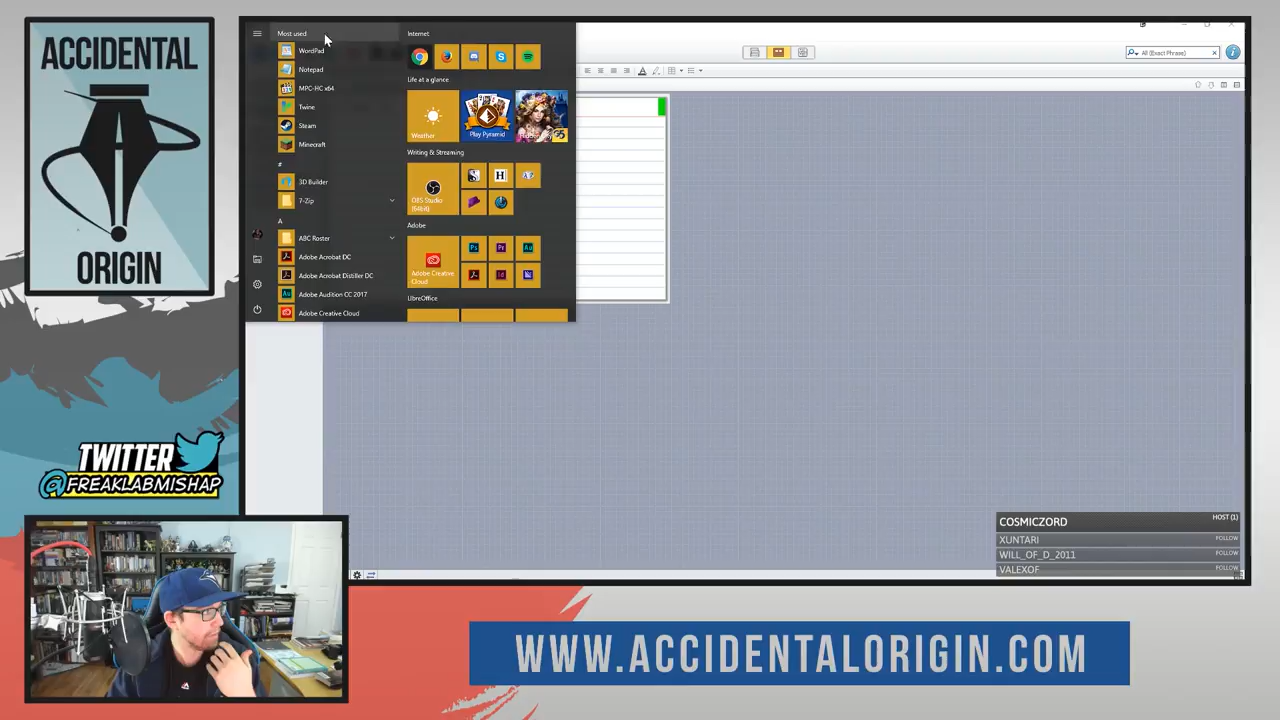 ACCIDENTAL
ORIGIN
TWITTER
@FREAKLABMISHAP
Most used
WordPad
Notepad
MPC-HC x64
Twine
Steam
Minecraft
#
3D Builder
7-Zip
A
ABC Roster
Adobe Acrobat DC
Adobe Acrobat Distiller DC
Adobe Audition CC 2017
Adobe Creative Cloud
Internet
Life at a glance
Weather
Play Pyramid
Writing & Streaming
OBS Studio
(64bit)
Adobe
Adobe Creative
Cloud
LibreOffice
All (Exact Phrase)
COSMICZORD HOST (1)
XUNTARI FOLLOW
WILL_OF_D_2011 FOLLOW
VALEXOF FOLLOW
WWW.ACCIDENTALORIGIN.COM